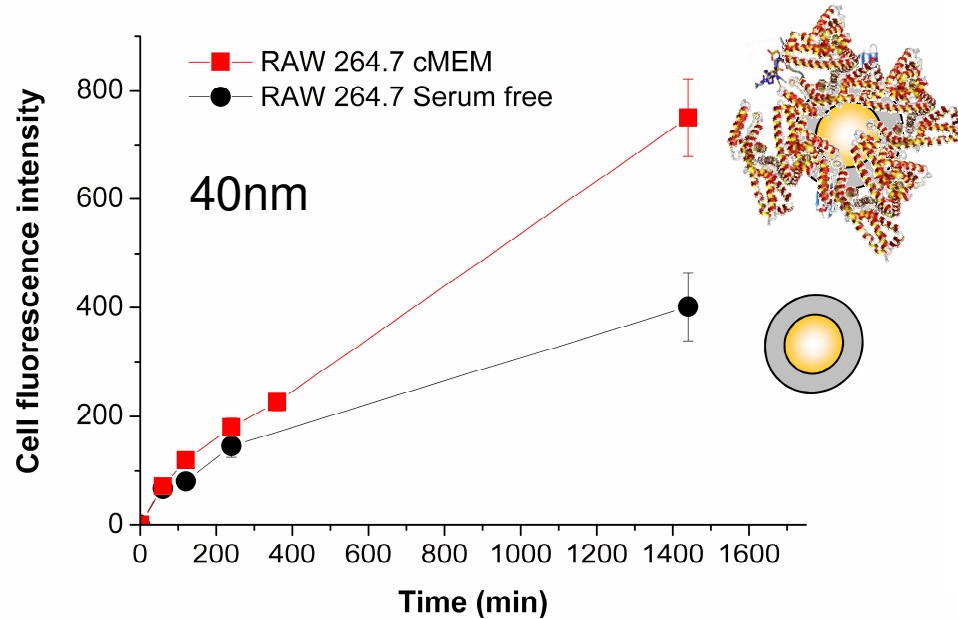 RAW 264.7 cMEM
RAW 264.7 Serum free
40nm
Cell fluorescence intensity
800
600
400
200
0
0 200 400 600 800 1000 1200 1400 1600
Time (min)